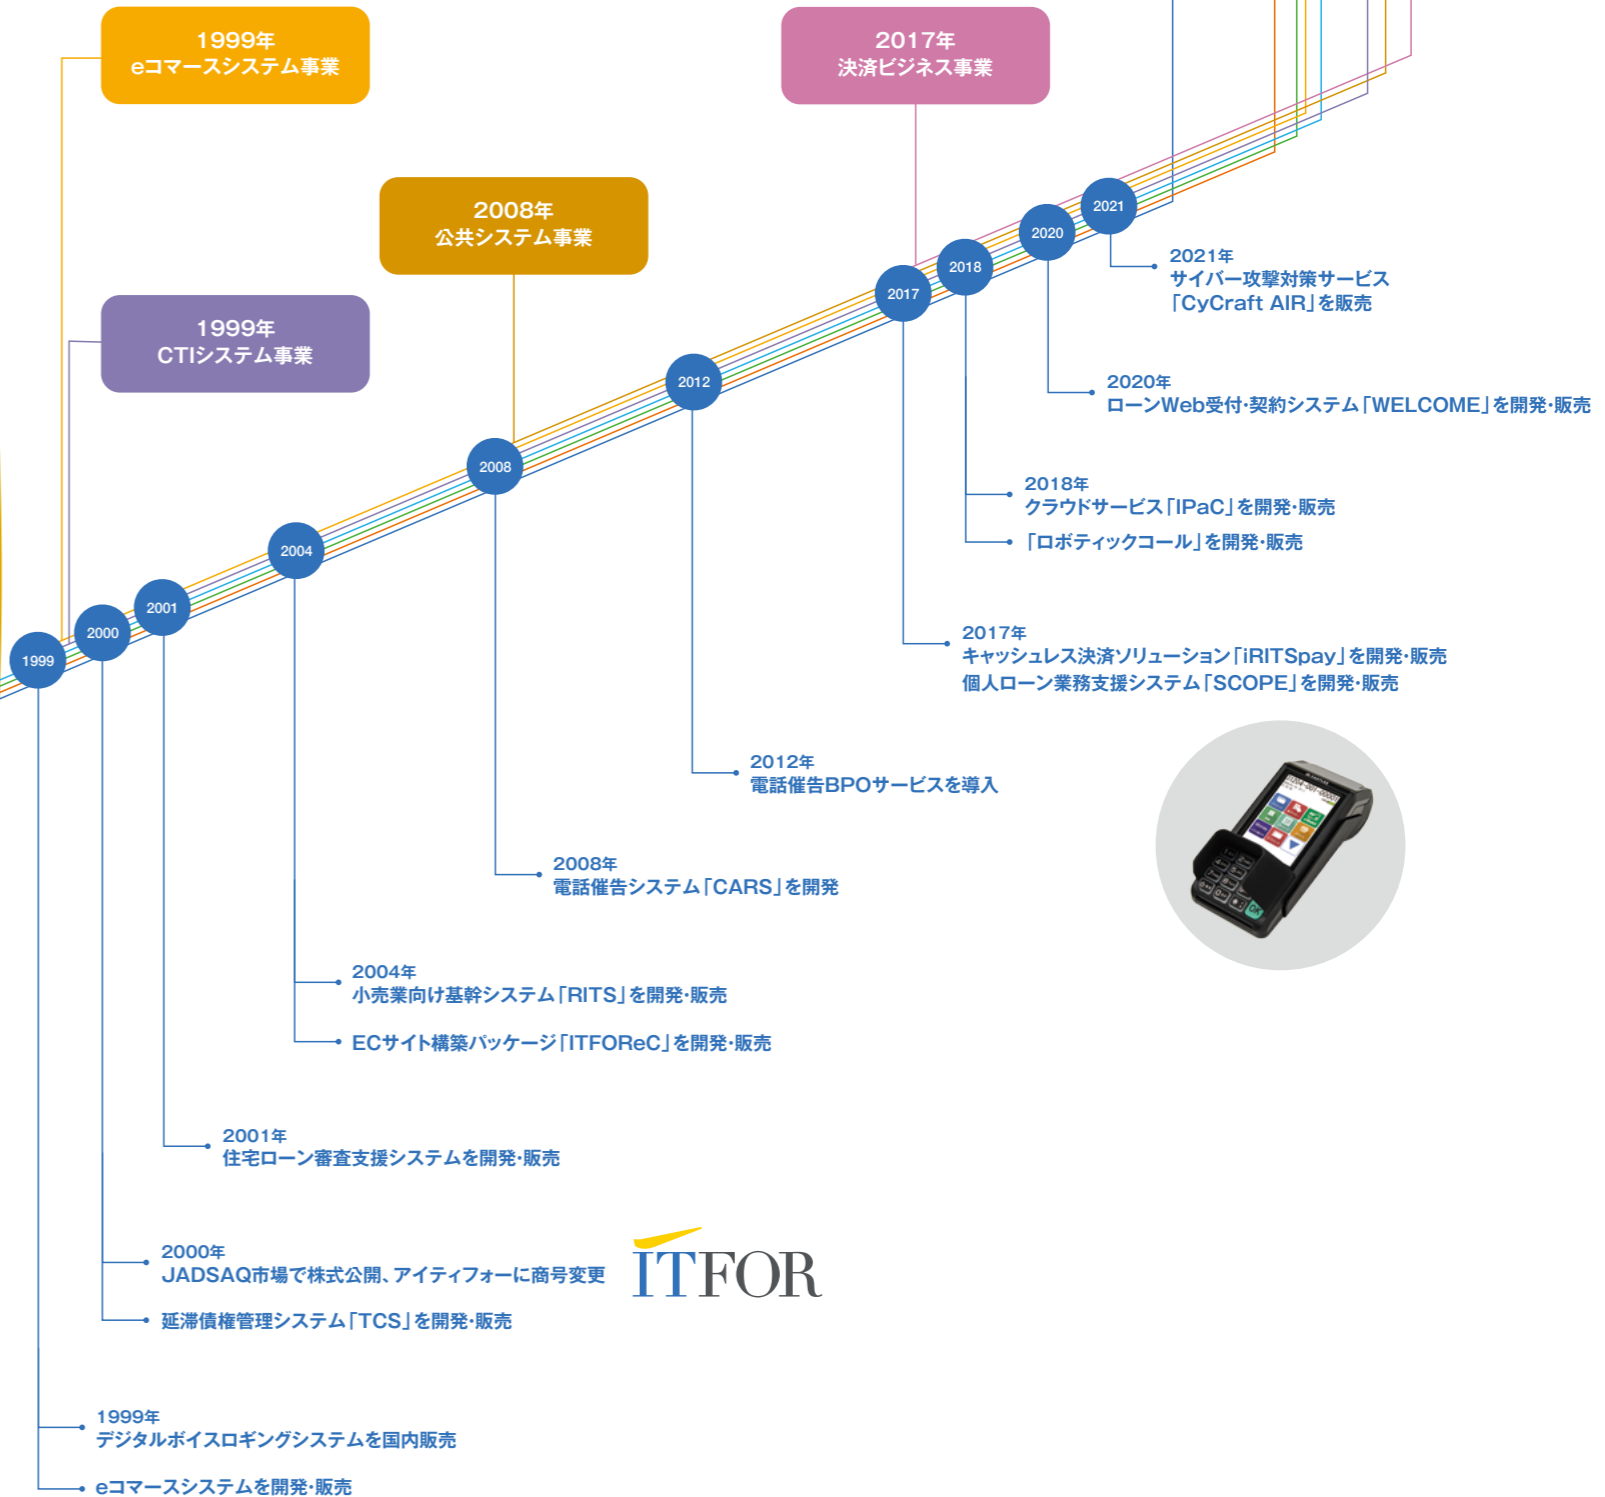 1999年
eコマースシステム事業
2017年
決済ビジネス事業
2008年
公共システム事業
1999年
CTIシステム事業
2021
2020
2018
2017
2012
2008
2004
2001
2000
1999
2021年
サイバー攻撃対策サービス
「CyCraft AIR」を販売
2020年
ローンWeb受付・契約システム「WELCOME」を開発・販売
2018年
クラウドサービス「IPaC」を開発・販売
「ロボティックコール」を開発・販売
2017年
キャッシュレス決済ソリューション「iRITSpay」を開発・販売
個人ローン業務支援システム「SCOPE」を開発・販売
2012年
電話催告BPOサービスを導入
2008年
電話催告システム「CARS」を開発
2004年
小売業向け基幹システム「RITS」を開発・販売
ECサイト構築パッケージ「ITFOReC」を開発・販売
2001年
住宅ローン審査支援システムを開発・販売
2000年
JADSAQ市場で株式公開、アイティフォーに商号変更
ITFOR
延滞債権管理システム「TCS」を開発・販売
1999年
デジタルボイスロギングシステムを国内販売
eコマースシステムを開発・販売